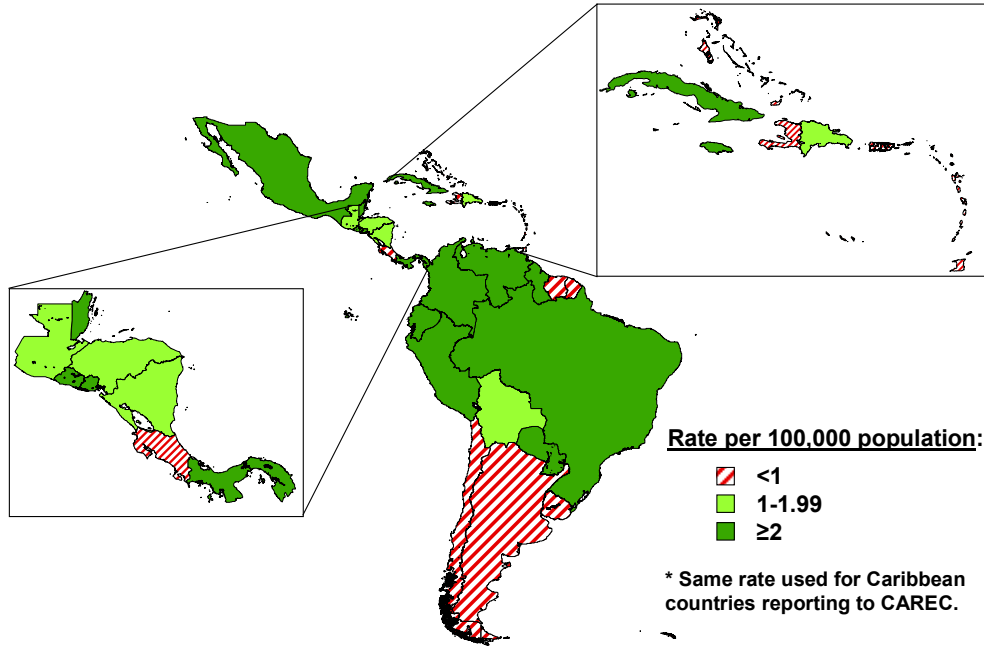 Rate per 100,000 population:
<1
1-1.99
≥2
* Same rate used for Caribbean
countries reporting to CAREC.